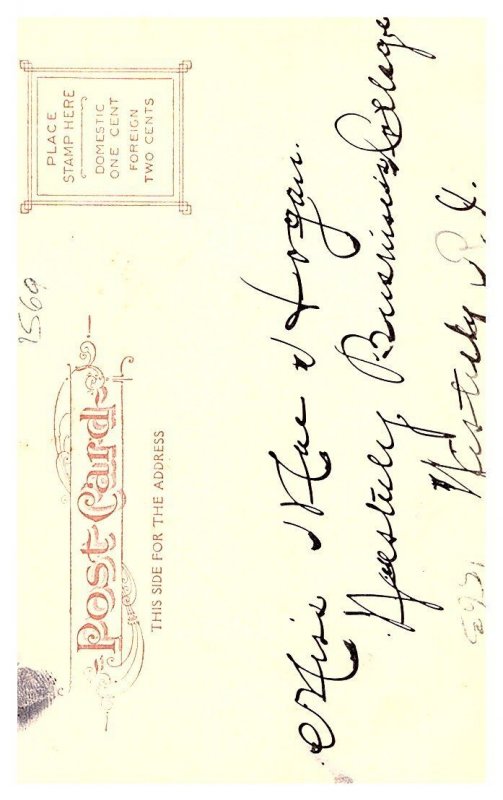 PLACE
STAMP HERE
DOMESTIC
ONE CENT
FOREIGN
TWO CENTS
1569
Post Card
THIS SIDE FOR THE ADDRESS
Miss Mae Hogan.
Westerly Business College
Westerly R. I.